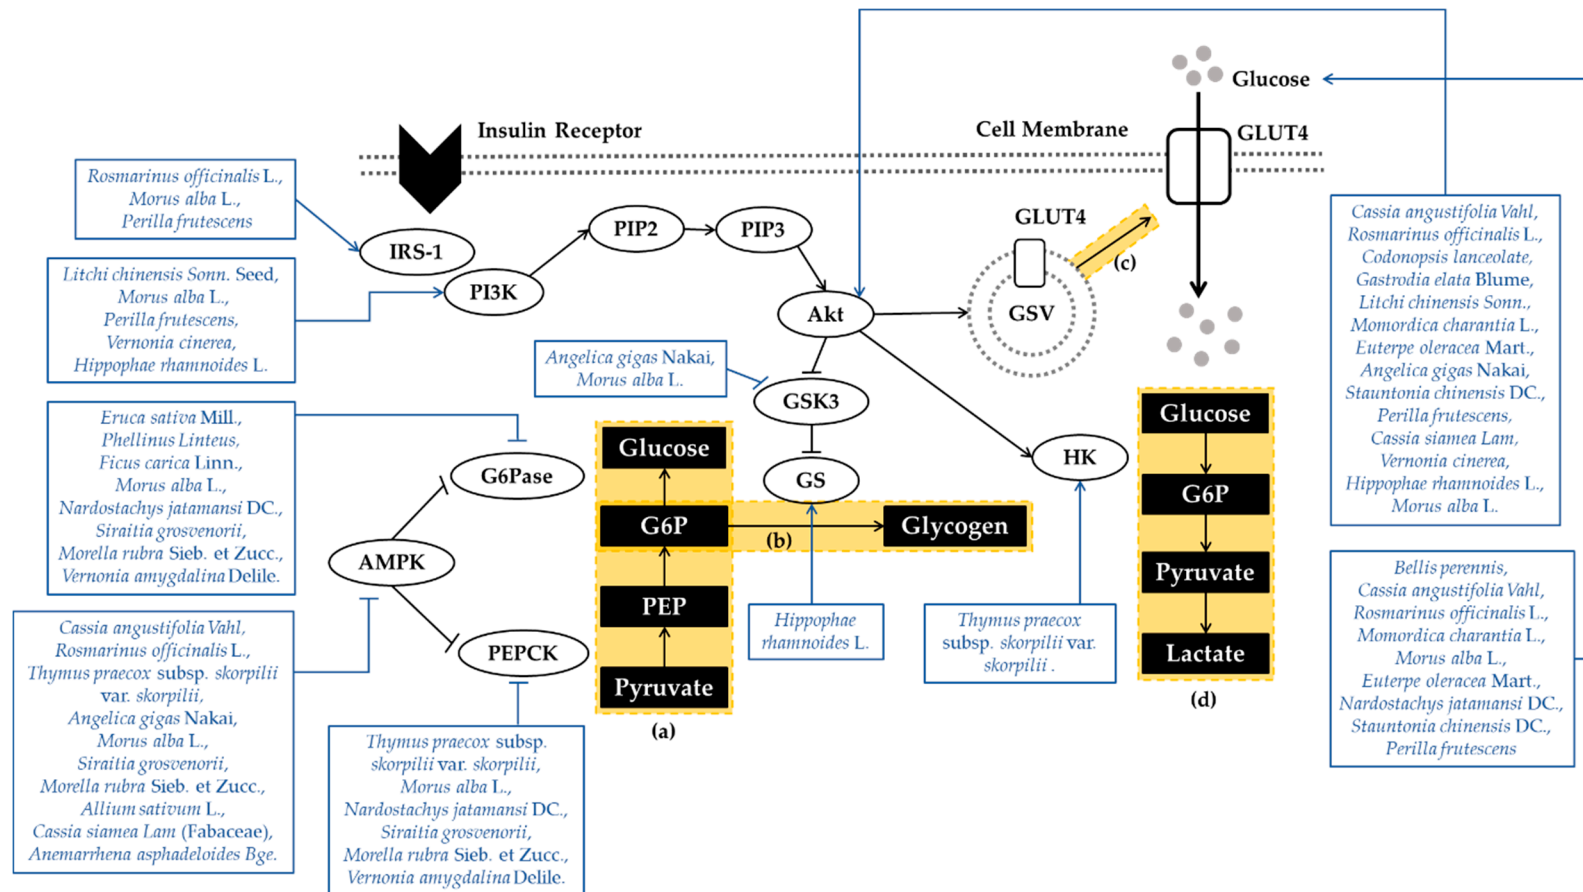 Glucose
Insulin Receptor
Cell Membrane
GLUT4
Rosmarinus officinalis L.,
Morus alba L.,
Perilla frutescens
IRS-1
PIP2
PIP3
GLUT4
(c)
Litchi chinensis Sonn. Seed,
Morus alba L.,
Perilla frutescens,
Vernonia cinerea,
Hippophae rhamnoides L.
PI3K
Akt
GSV
Cassia angustifolia Vahl,
Rosmarinus officinalis L.,
Codonopsis lanceolate,
Gastrodia elata Blume,
Litchi chinensis Sonn.,
Momordica charantia L.,
Euterpe oleracea Mart.,
Angelica gigas Nakai,
Stauntonia chinensis DC.,
Perilla frutescens,
Cassia siamea Lam,
Vernonia cinerea,
Hippophae rhamnoides L.,
Morus alba L.
Angelica gigas Nakai,
Morus alba L.
GSK3
GS
HK
Eruca sativa Mill.,
Phellinus Linteus,
Ficus carica Linn.,
Morus alba L.,
Nardostachys jatamansi DC.,
Siraitia grosvenorii,
Morella rubra Sieb. et Zucc.,
Vernonia amygdalina Delile.
G6Pase
AMPK
PEPCK
Glucose
G6P
PEP
Pyruvate
(a)
(b)
Glycogen
Glucose
G6P
Pyruvate
Lactate
(d)
Cassia angustifolia Vahl,
Rosmarinus officinalis L.,
Thymus praecox subsp. skorpilii
var. skorpilii,
Angelica gigas Nakai,
Morus alba L.,
Siraitia grosvenorii,
Morella rubra Sieb. et Zucc.,
Allium sativum L.,
Cassia siamea Lam (Fabaceae),
Anemarrhena asphadeloides Bge.
Thymus praecox subsp.
skorpilii var. skorpilii,
Morus alba L.,
Nardostachys jatamansi DC.,
Siraitia grosvenorii,
Morella rubra Sieb. et Zucc.,
Vernonia amygdalina Delile.
Hippophae
rhamnoides L.
Thymus praecox
subsp. skorpilii var.
skorpilii .
Bellis perennis,
Cassia angustifolia Vahl,
Rosmarinus officinalis L.,
Momordica charantia L.,
Morus alba L.,
Euterpe oleracea Mart.,
Nardostachys jatamansi DC.,
Stauntonia chinensis DC.,
Perilla frutescens